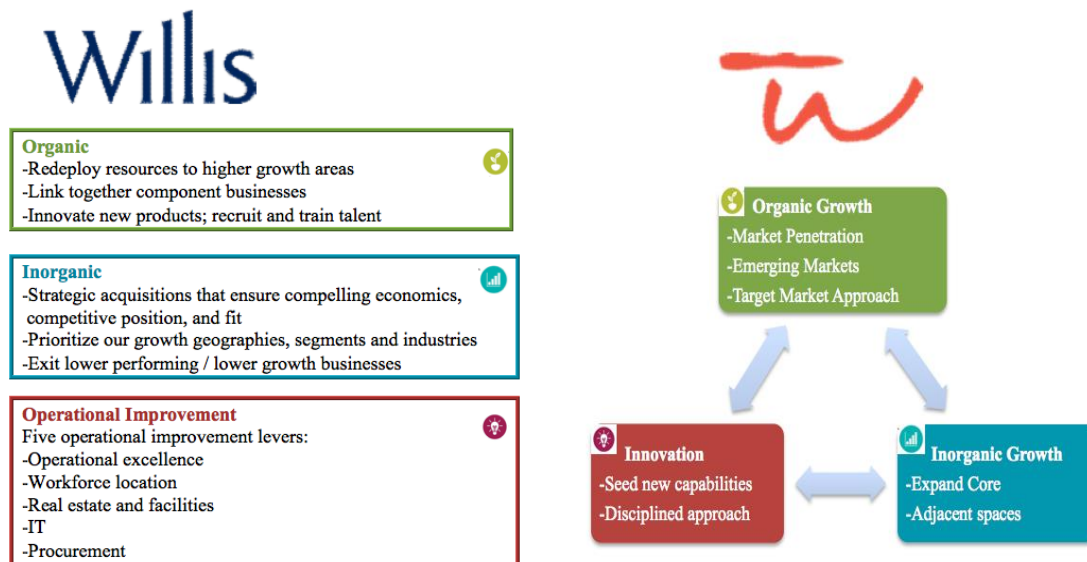 Willis
Organic
-Redeploy resources to higher growth areas
-Link together component businesses
-Innovate new products; recruit and train talent
Inorganic
-Strategic acquisitions that ensure compelling economics,
competitive position, and fit
-Prioritize our growth geographies, segments and industries
-Exit lower performing / lower growth businesses
Operational Improvement
Five operational improvement levers:
-Operational excellence
-Workforce location
-Real estate and facilities
-IT
-Procurement
TW
Organic Growth
-Market Penetration
-Emerging Markets
-Target Market Approach
Innovation
-Seed new capabilities
-Disciplined approach
Inorganic Growth
-Expand Core
-Adjacent spaces